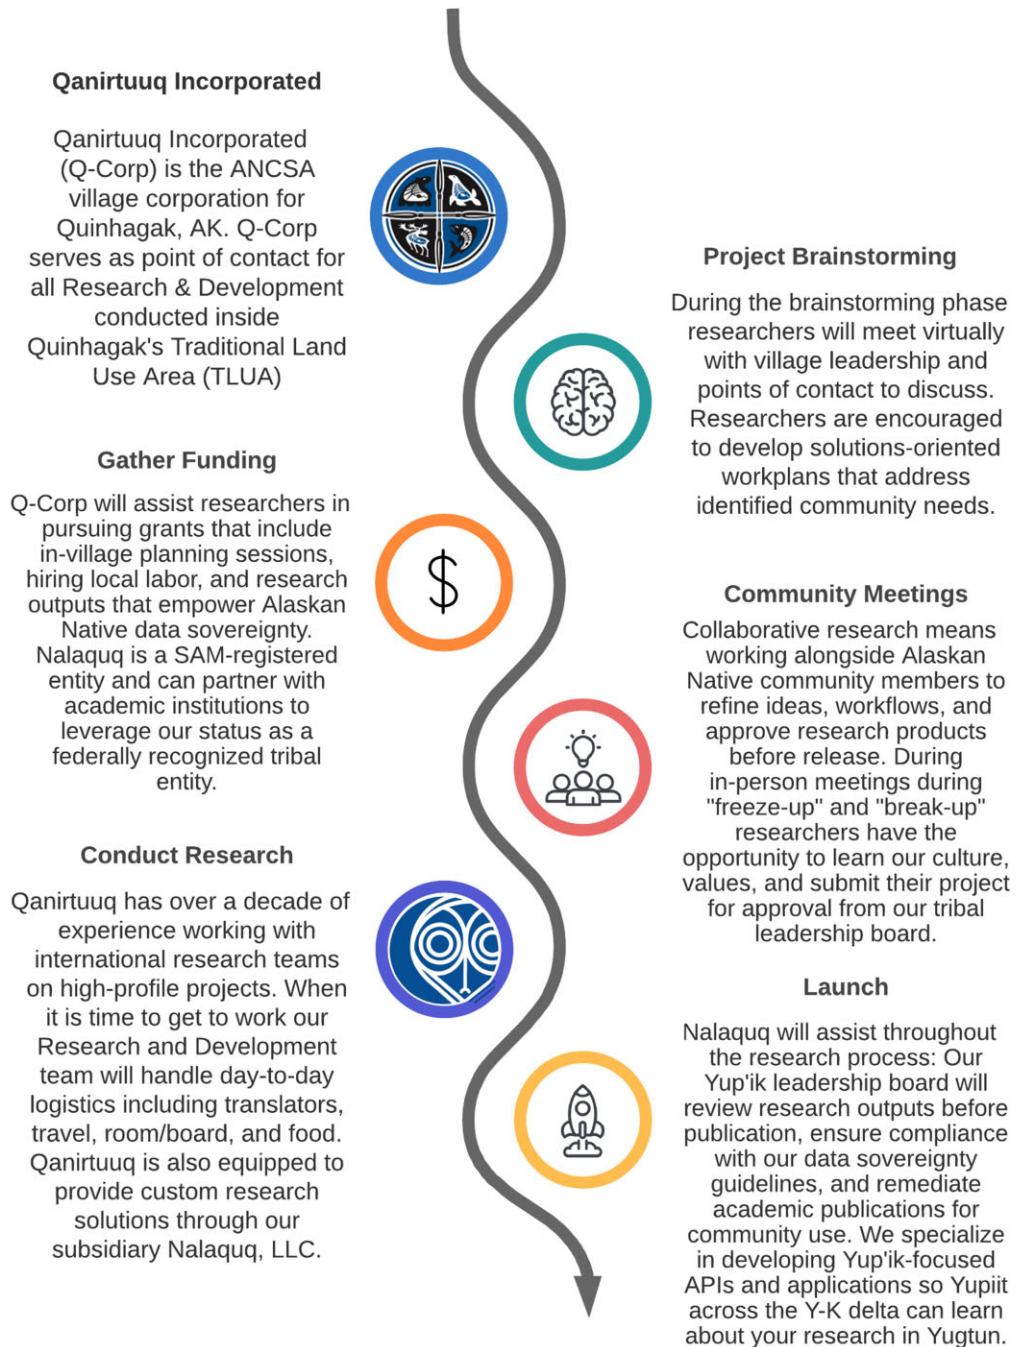 Qanirtuuq Incorporated
Qanirtuuq Incorporated
(Q-Corp) is the ANCSA
village corporation for
Quinhagak, AK. Q-Corp
serves as point of contact for
all Research & Development
conducted inside
Quinhagak's Traditional Land
Use Area (TLUA)
Project Brainstorming
During the brainstorming phase
researchers will meet virtually
with village leadership and
points of contact to discuss.
Researchers are encouraged
to develop solutions-oriented
workplans that address
identified community needs.
Gather Funding
Q-Corp will assist researchers in
pursuing grants that include
in-village planning sessions,
hiring local labor, and research
outputs that empower Alaskan
Native data sovereignty.
Nalaquq is a SAM-registered
entity and can partner with
academic institutions to
leverage our status as a
federally recognized tribal
entity.
$
Community Meetings
Collaborative research means
working alongside Alaskan
Native community members to
refine ideas, workflows, and
approve research products
before release. During
in-person meetings during
"freeze-up" and "break-up"
researchers have the
opportunity to learn our culture,
values, and submit their project
for approval from our tribal
leadership board.
Conduct Research
Qanirtuuq has over a decade of
experience working with
international research teams
on high-profile projects. When
it is time to get to work our
Research and Development
team will handle day-to-day
logistics including translators,
travel, room/board, and food.
Qanirtuuq is also equipped to
provide custom research
solutions through our
subsidiary Nalaquq, LLC.
Launch
Nalaquq will assist throughout
the research process: Our
Yup'ik leadership board will
review research outputs before
publication, ensure compliance
with our data sovereignty
guidelines, and remediate
academic publications for
community use. We specialize
in developing Yup'ik-focused
APIs and applications so Yupiit
across the Y-K delta can learn
about your research in Yugtun.